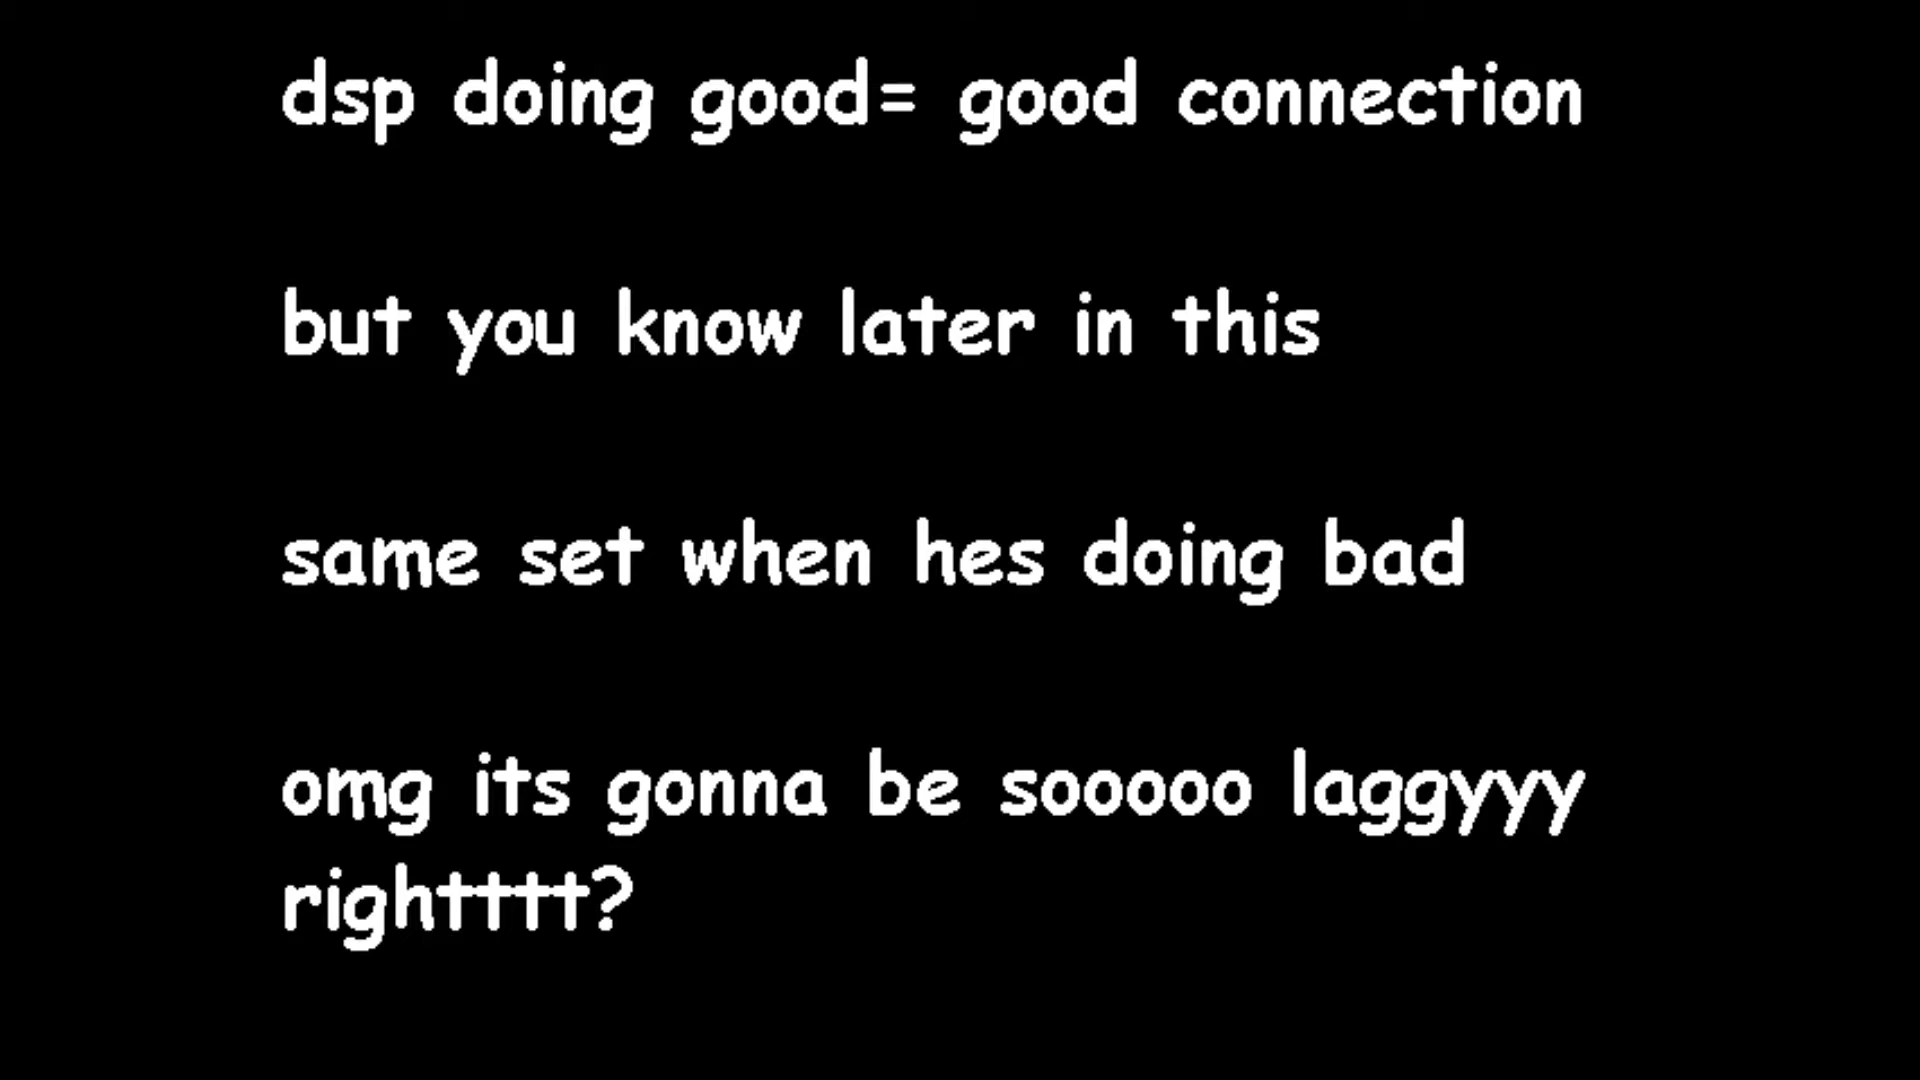 dsp doing good= good connection
but you know later in this
same set when hes doing bad
omg its gonna be sooooo laggyyy
rightttt?